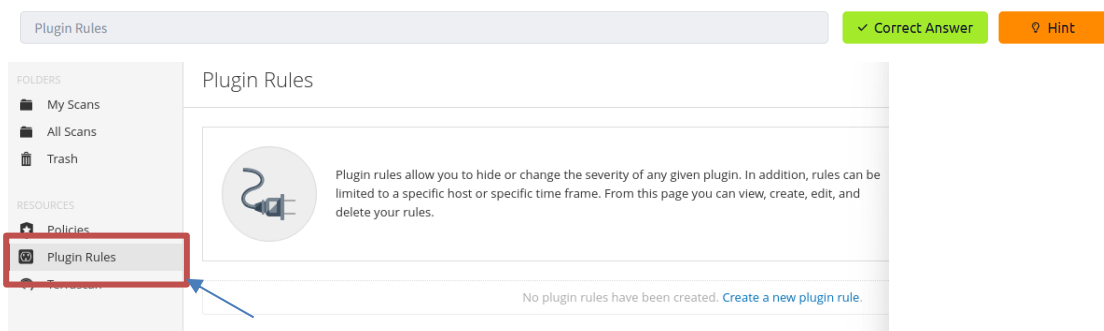 Plugin Rules
Correct Answer
Hint
FOLDERS
My Scans
All Scans
Trash
RESOURCES
Policies
Plugin Rules
Terrascan
Plugin Rules
Plugin rules allow you to hide or change the severity of any given plugin. In addition, rules can be
limited to a specific host or specific time frame. From this page you can view, create, edit, and
delete your rules.
No plugin rules have been created. Create a new plugin rule.